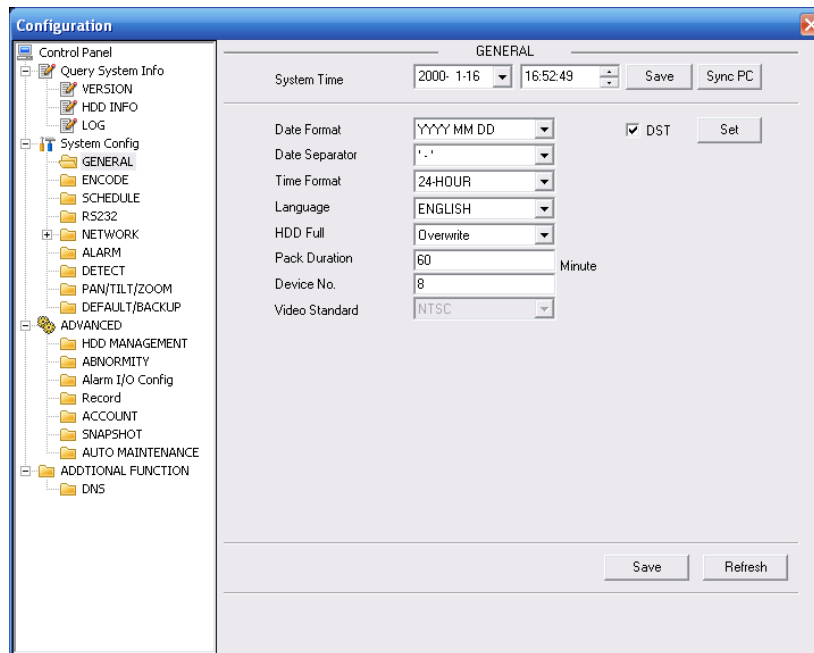 Configuration
Control Panel
Query System Info
VERSION
HDD INFO
LOG
System Config
GENERAL
ENCODE
SCHEDULE
RS232
NETWORK
ALARM
DETECT
PAN/TILT/ZOOM
DEFAULT/BACKUP
ADVANCED
HDD MANAGEMENT
ABNORMITY
Alarm I/O Config
Record
ACCOUNT
SNAPSHOT
AUTO MAINTENANCE
ADDTIONAL FUNCTION
DNS
GENERAL
System Time 2000- 1-16 16:52:49 Save Sync PC
Date Format YYYY MM DD DST Set
Date Separator '-'
Time Format 24-HOUR
Language ENGLISH
HDD Full Overwrite
Pack Duration 60 Minute
Device No. 8
Video Standard NTSC
Save Refresh